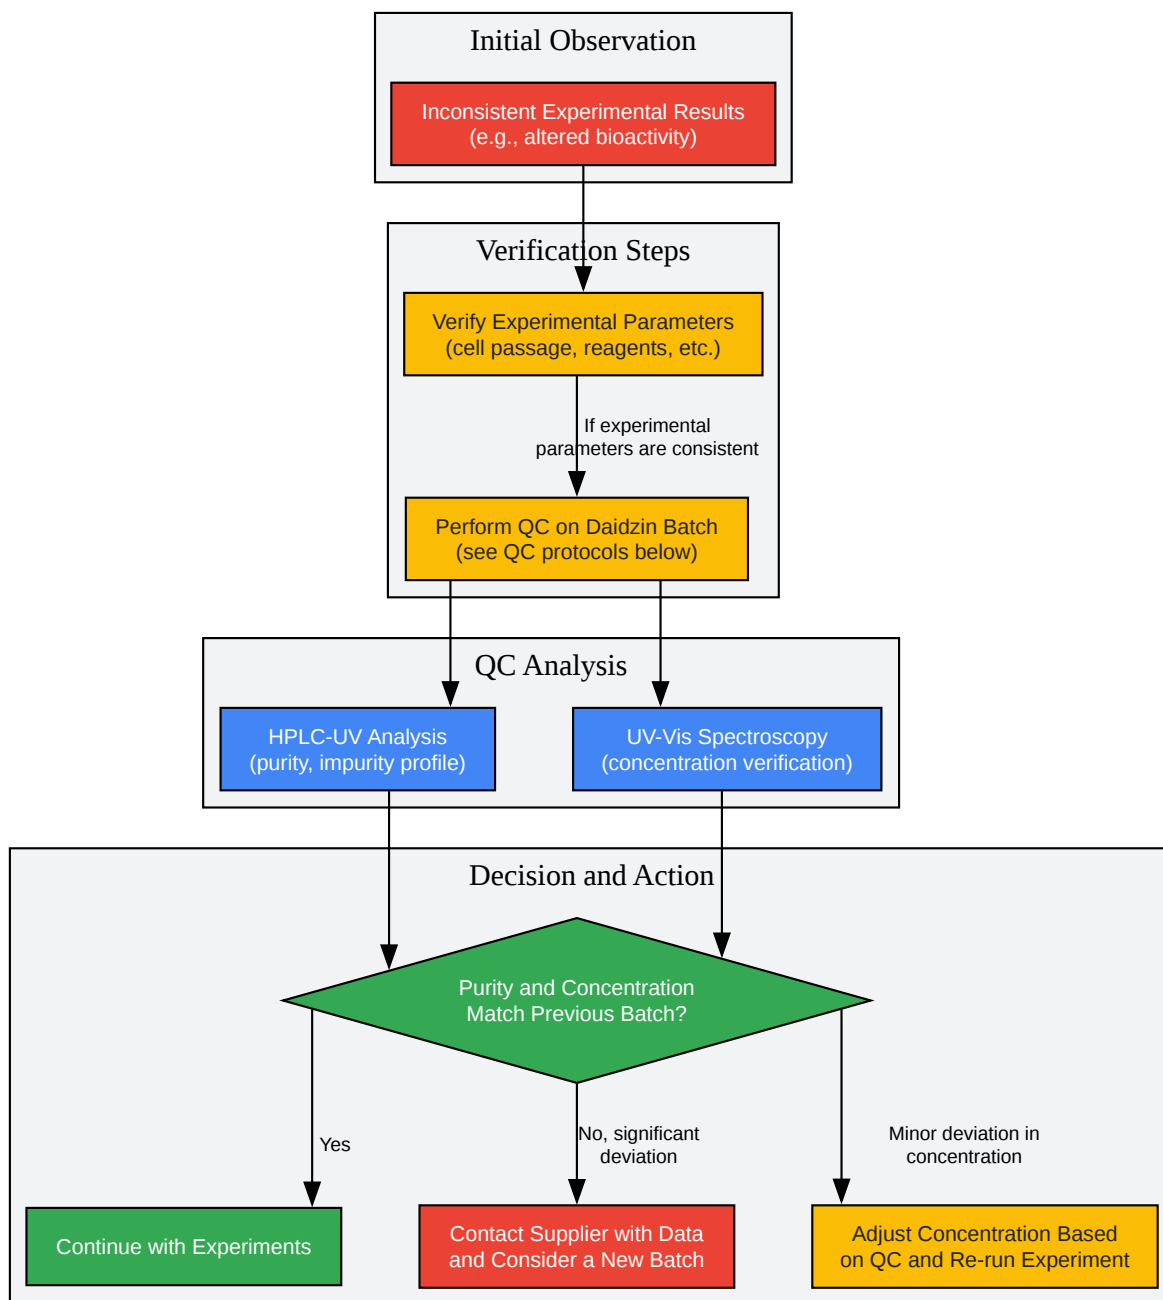 Initial Observation
Inconsistent Experimental Results
(e.g., altered bioactivity)
Verification Steps
Verify Experimental Parameters
(cell passage, reagents, etc.)
If experimental
parameters are consistent
Perform QC on Daidzin Batch
(see QC protocols below)
QC Analysis
HPLC-UV Analysis
(purity, impurity profile)
UV-Vis Spectroscopy
(concentration verification)
Decision and Action
Purity and Concentration
Match Previous Batch?
Yes
No, significant
deviation
Minor deviation in
concentration
Continue with Experiments
Contact Supplier with Data
and Consider a New Batch
Adjust Concentration Based
on QC and Re-run Experiment